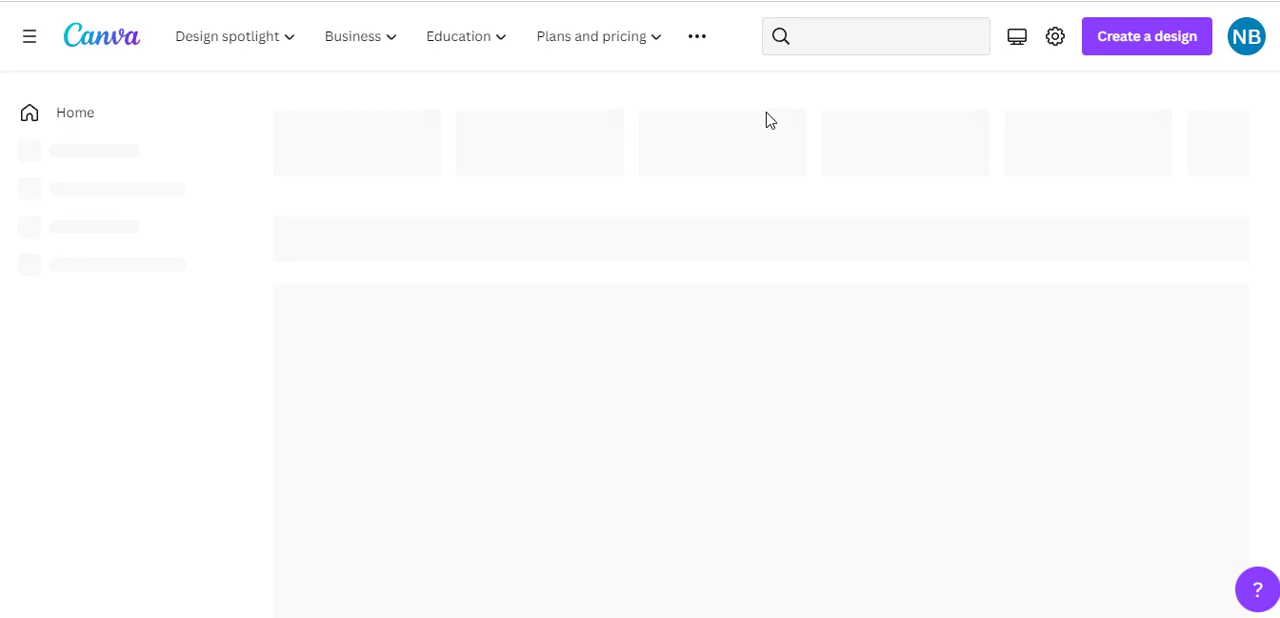 Canva Design spotlight Business Education Plans and pricing ••• Create a design NB
Home
?